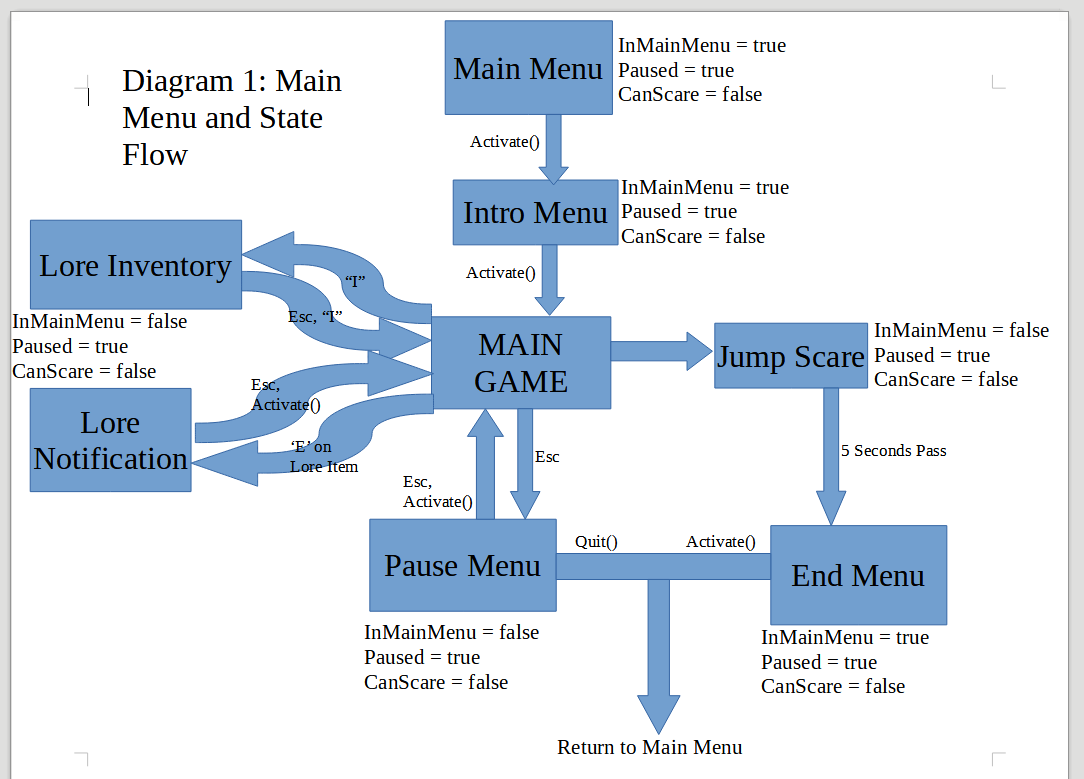 Diagram 1: Main
Menu and State
Flow
Main Menu
InMainMenu = true
Paused = true
CanScare = false
Activate()
Intro Menu
InMainMenu = true
Paused = true
CanScare = false
Activate()
Lore Inventory
InMainMenu = false
Paused = true
CanScare = false
“I”
Esc, “I”
MAIN
GAME
Jump Scare
InMainMenu = false
Paused = true
CanScare = false
Lore
Notification
Esc,
Activate()
‘E’ on
Lore Item
Esc,
Activate()
Esc
5 Seconds Pass
Pause Menu
InMainMenu = false
Paused = true
CanScare = false
Quit()
Activate()
End Menu
InMainMenu = true
Paused = true
CanScare = false
Return to Main Menu